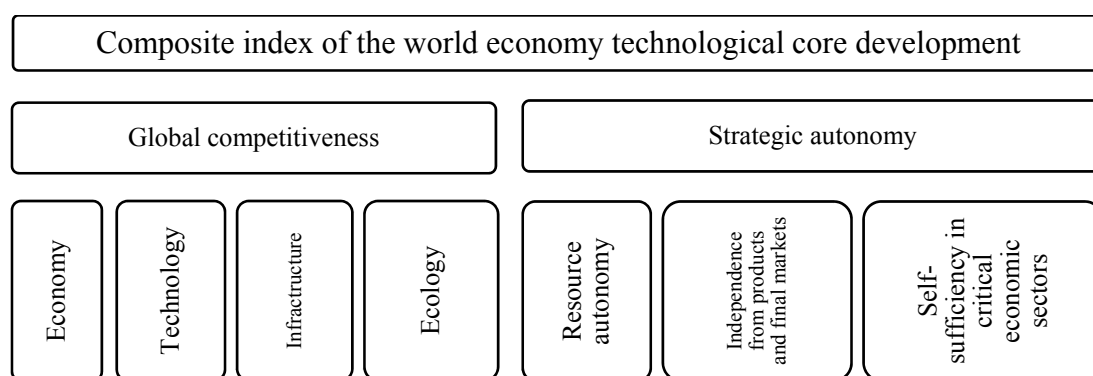 Composite index of the world economy technological core development
Global competitiveness
Strategic autonomy
Economy
Technology
Infractructure
Ecology
Resource
autonomy
Independence
from products
and final markets
Self-
sufficiency in
critical
economic
sectors